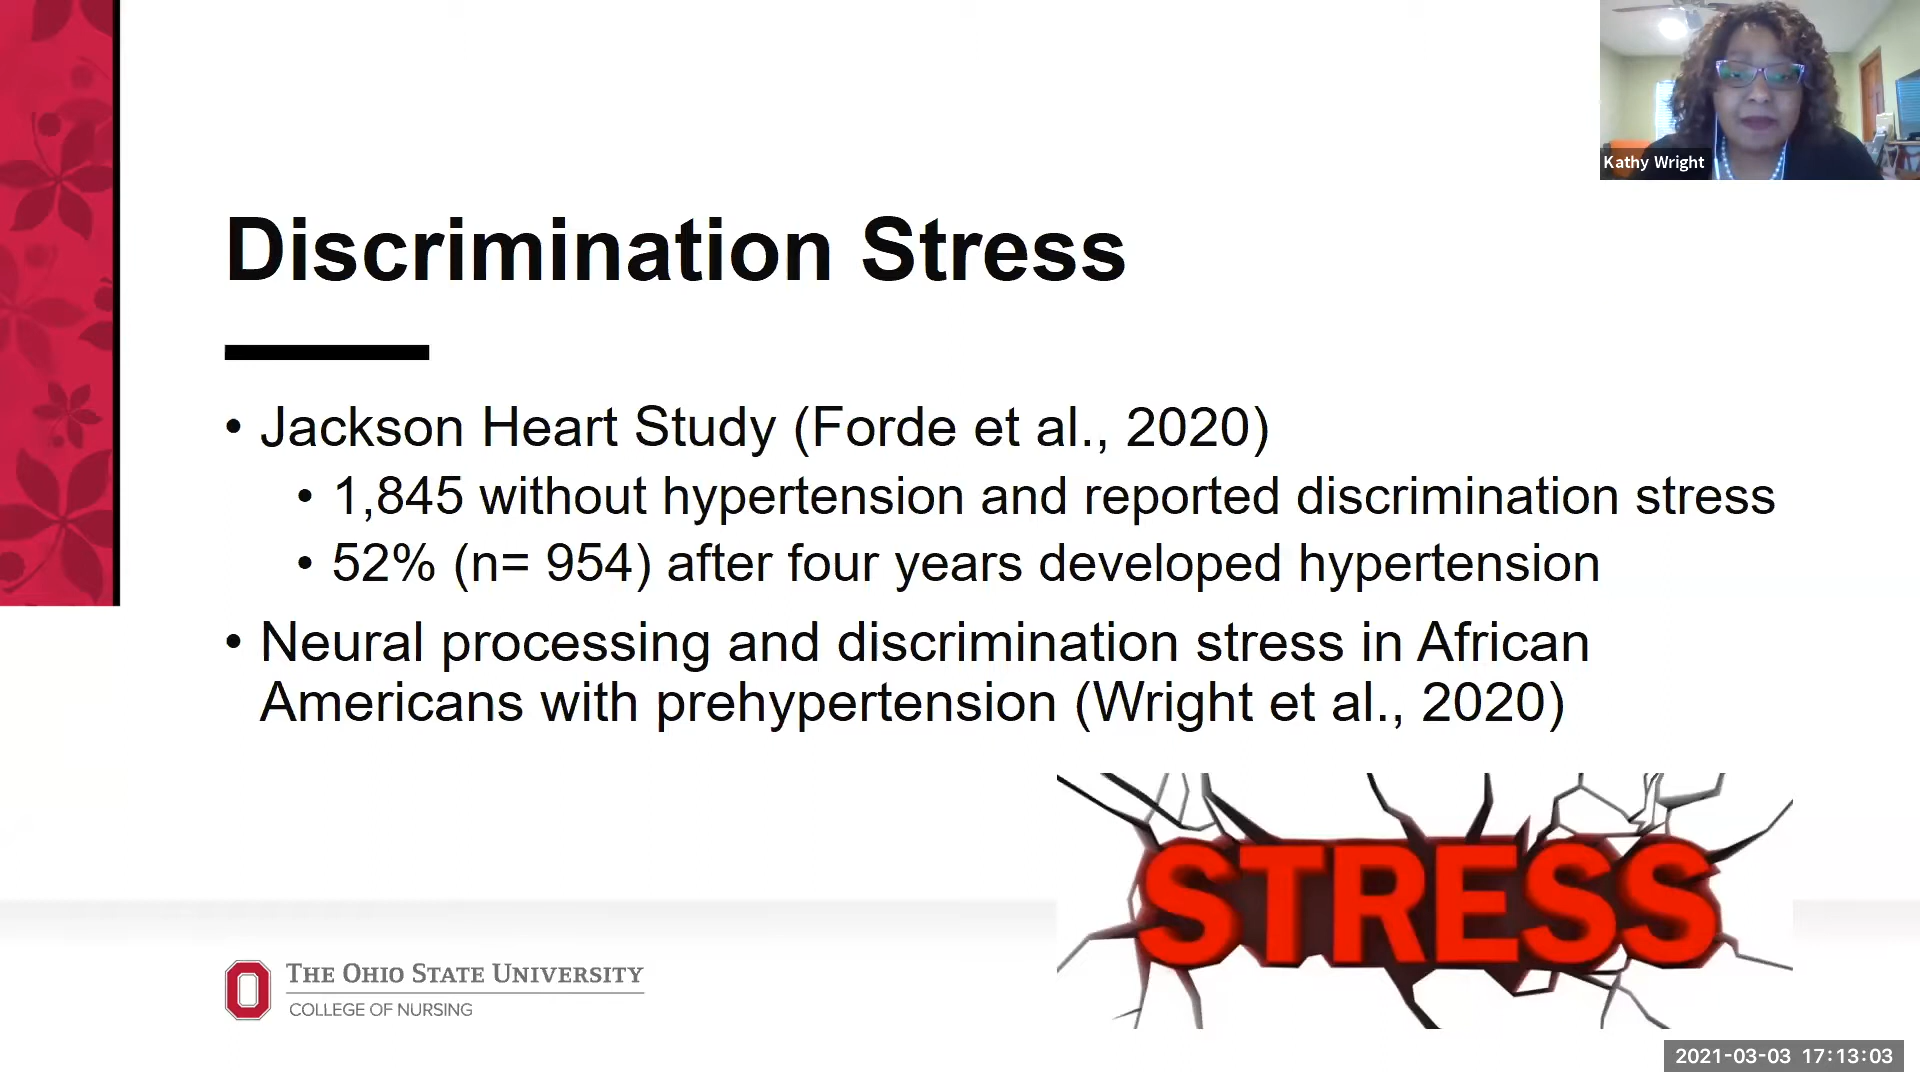 Kathy Wright
Discrimination Stress
• Jackson Heart Study (Forde et al., 2020)
• 1,845 without hypertension and reported discrimination stress
• 52% (n= 954) after four years developed hypertension
• Neural processing and discrimination stress in African
Americans with prehypertension (Wright et al., 2020)
STRESS
THE OHIO STATE UNIVERSITY
COLLEGE OF NURSING
2021-03-03 17:13:03